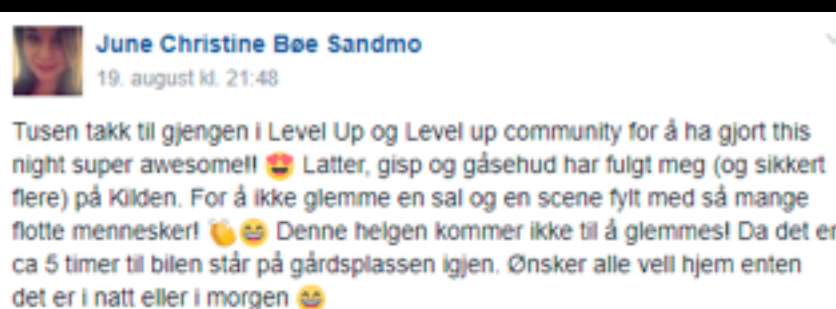 June Christine Bøe Sandmo
19. august kl. 21:48
Tusen takk til gjengen i Level Up og Level up community for å ha gjort this
night super awesome!! 😍 Latter, gisp og gåsehud har fulgt meg (og sikkert
flere) på Kilden. For å ikke glemme en sal og en scene fylt med så mange
flotte mennesker! 👏😄 Denne helgen kommer ikke til å glemmes! Da det er
ca 5 timer til bilen står på gårdsplassen igjen. Ønsker alle vell hjem enten
det er i natt eller i morgen 😄